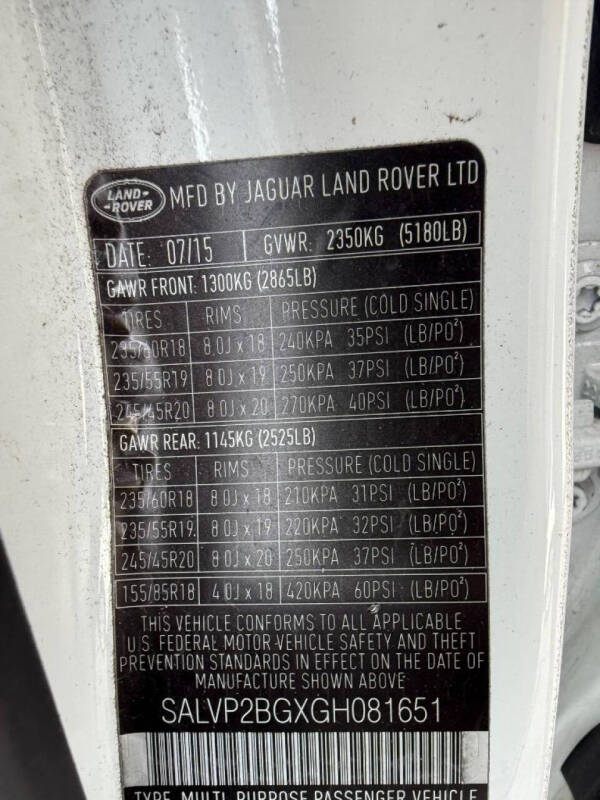 LAND-
-ROVER
MFD BY JAGUAR LAND ROVER LTD
DATE: 07/15 GVWR: 2350KG (5180LB)
GAWR FRONT: 1300KG (2865LB)
TIRES RIMS PRESSURE (COLD SINGLE)
235/60R18 8.0J x 18 240KPA 35PSI (LB/PO²)
235/55R19 8.0J x 19 250KPA 37PSI (LB/PO²)
245/45R20 8.0J x 20 270KPA 40PSI (LB/PO²)
GAWR REAR: 1145KG (2525LB)
TIRES RIMS PRESSURE (COLD SINGLE)
235/60R18 8.0J x 18 210KPA 31PSI (LB/PO²)
235/55R19. 8.0J x 19 220KPA 32PSI (LB/PO²)
245/45R20 8.0J x 20 250KPA 37PSI (LB/PO²)
155/85R18 4.0J x 18 420KPA 60PSI (LB/PO²)
THIS VEHICLE CONFORMS TO ALL APPLICABLE
U.S. FEDERAL MOTOR-VEHICLE SAFETY AND THEFT
PREVENTION STANDARDS IN EFFECT ON THE DATE OF
MANUFACTURE SHOWN ABOVE
SALVP2BGXGH081651
TYPE: MULTI-PURPOSE PASSENGER VEHICLE